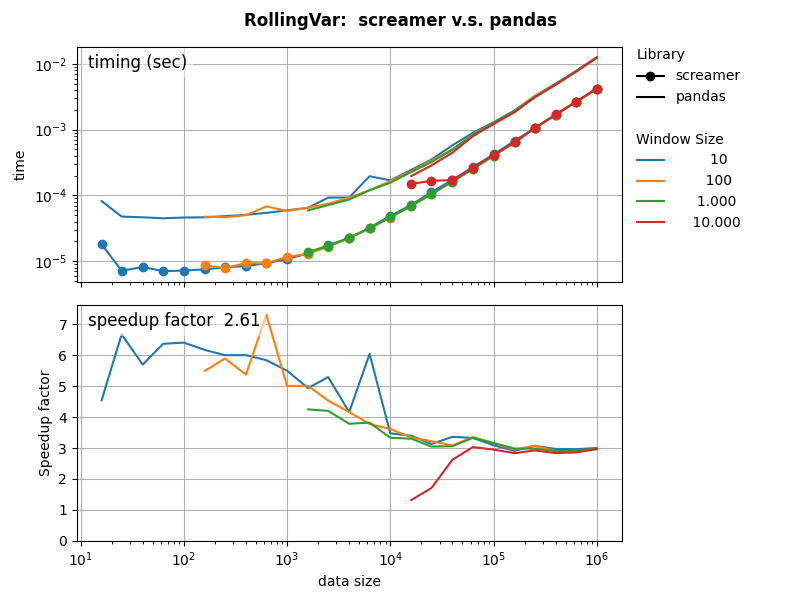 RollingVar:  screamer v.s. pandas
timing (sec)
10⁻²
10⁻³
10⁻⁴
10⁻⁵
time
Library
screamer
pandas
Window Size
10
100
1.000
10.000
speedup factor  2.61
7
6
5
4
3
2
1
0
Speedup factor
10¹
10²
10³
10⁴
10⁵
10⁶
data size